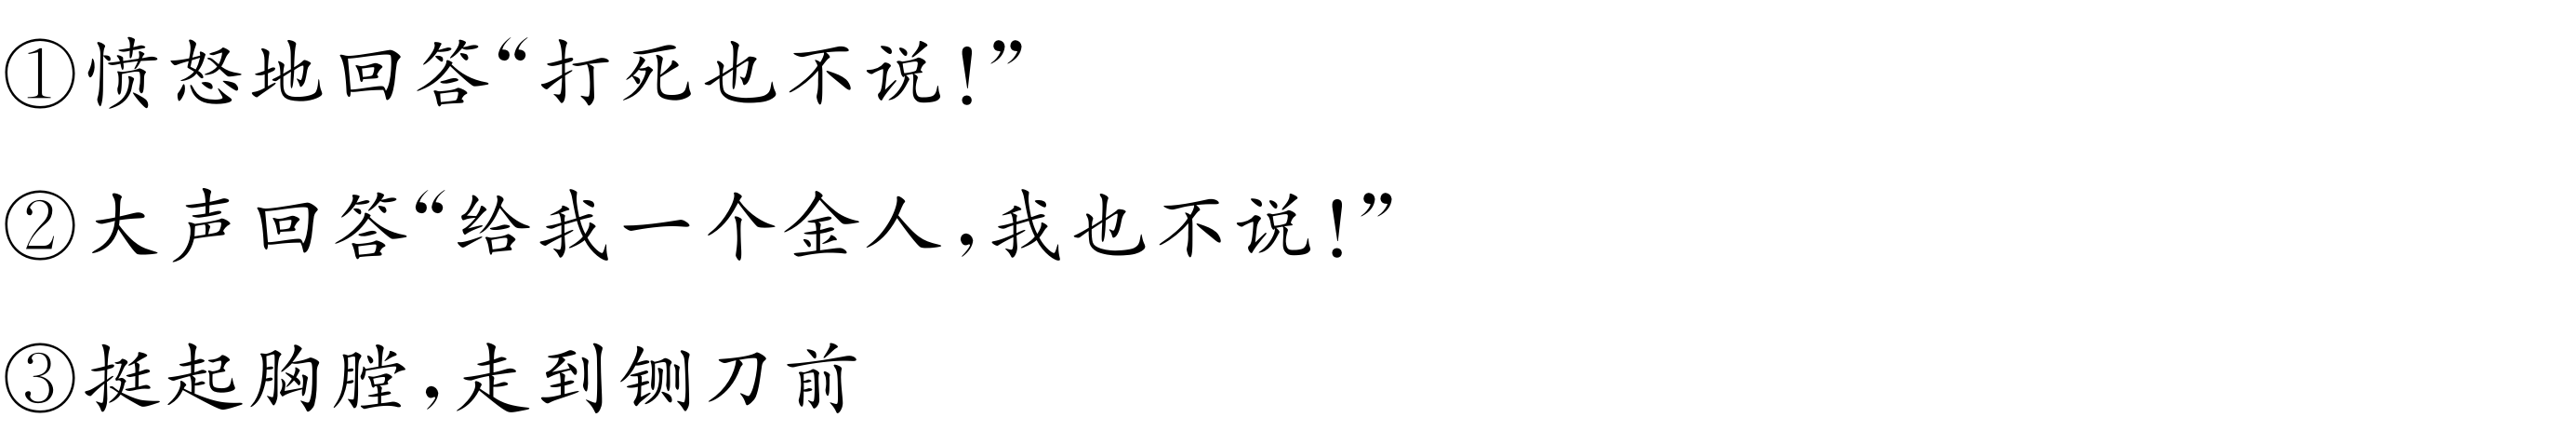 ①愤怒地回答“打死也不说!”
②大声回答“给我一个金人,我也不说!”
③挺起胸膛,走到铡刀前